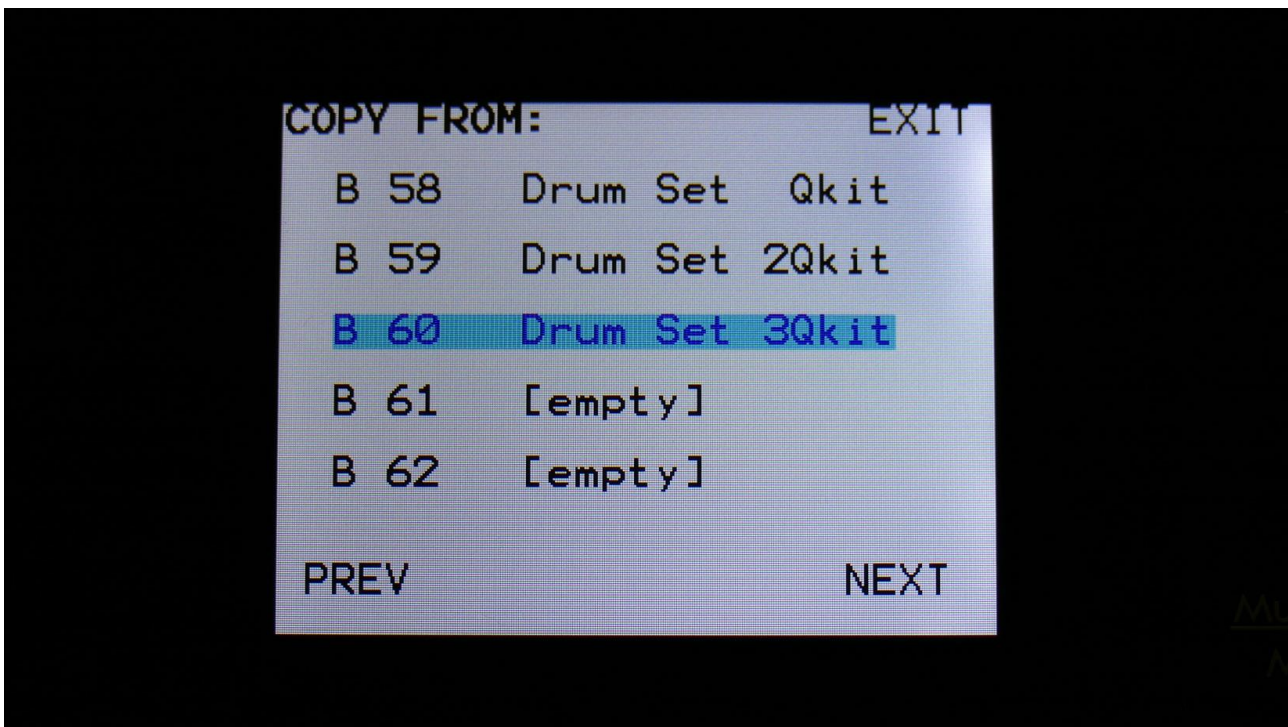 COPY FROM: EXIT
B 58 Drum Set Qkit
B 59 Drum Set 2Qkit
B 60 Drum Set 3Qkit
B 61 [empty]
B 62 [empty]
PREV NEXT